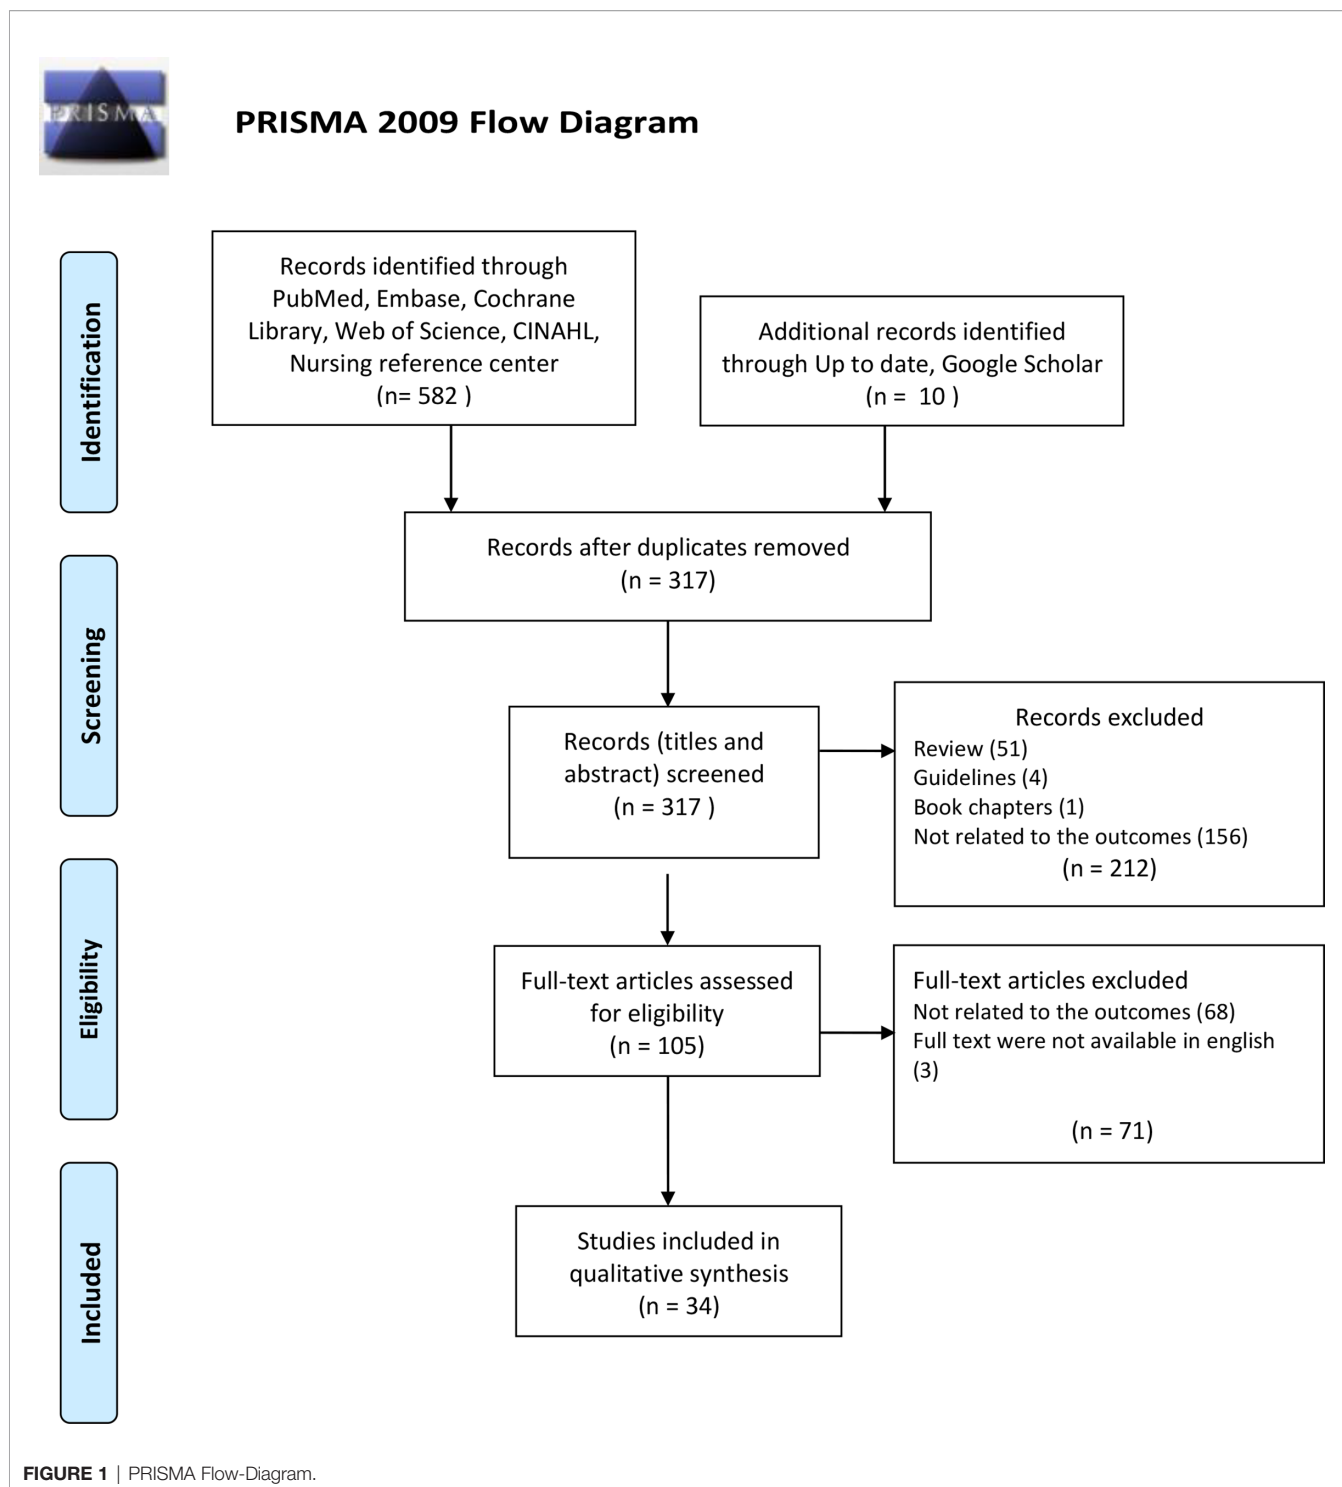 PRISMA
PRISMA 2009 Flow Diagram
Identification
Records identified through
PubMed, Embase, Cochrane
Library, Web of Science, CINAHL,
Nursing reference center
(n= 582 )
Additional records identified
through Up to date, Google Scholar
(n = 10 )
Records after duplicates removed
(n = 317)
Screening
Records (titles and
abstract) screened
(n = 317 )
Records excluded
Review (51)
Guidelines (4)
Book chapters (1)
Not related to the outcomes (156)
(n = 212)
Eligibility
Full-text articles assessed
for eligibility
(n = 105)
Full-text articles excluded
Not related to the outcomes (68)
Full text were not available in english
(3)
(n = 71)
Included
Studies included in
qualitative synthesis
(n = 34)
FIGURE 1 | PRISMA Flow-Diagram.